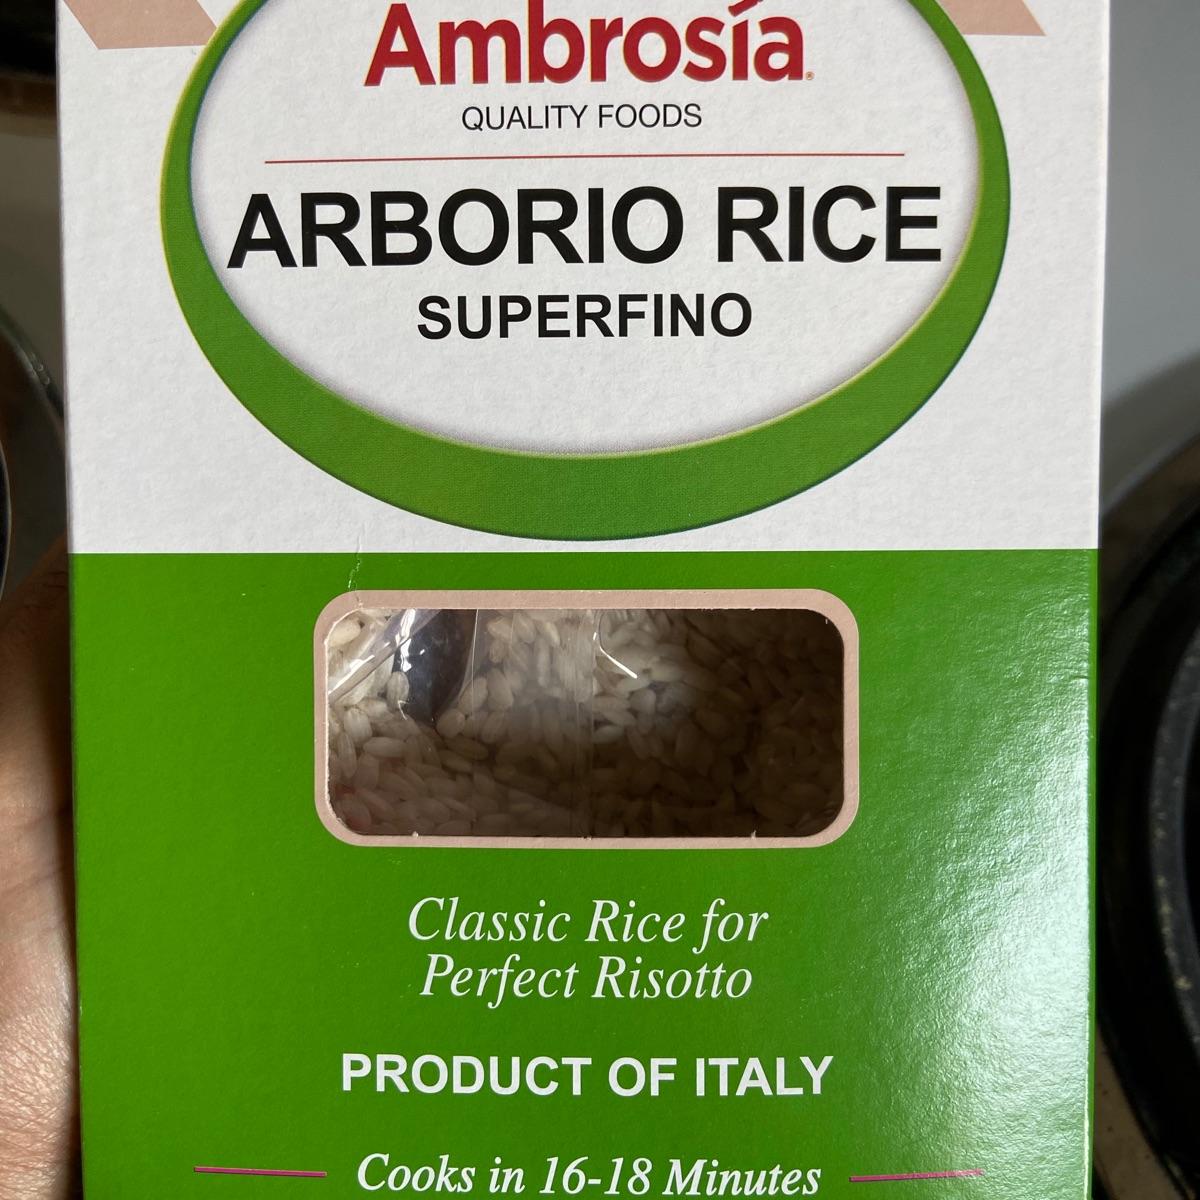 Ambrosía®
QUALITY FOODS
ARBORIO RICE
SUPERFINO
Classic Rice for
Perfect Risotto
PRODUCT OF ITALY
Cooks in 16-18 Minutes